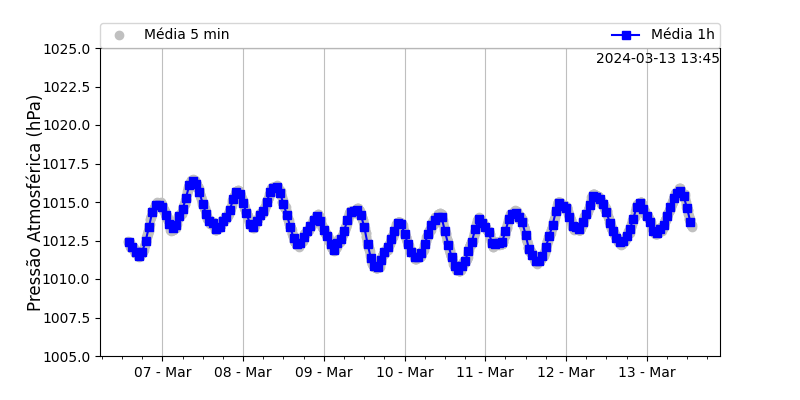 Média 5 min
Média 1h
2024-03-13 13:45
Pressão Atmosférica (hPa)
1025.0
1022.5
1020.0
1017.5
1015.0
1012.5
1010.0
1007.5
1005.0
07 - Mar
08 - Mar
09 - Mar
10 - Mar
11 - Mar
12 - Mar
13 - Mar